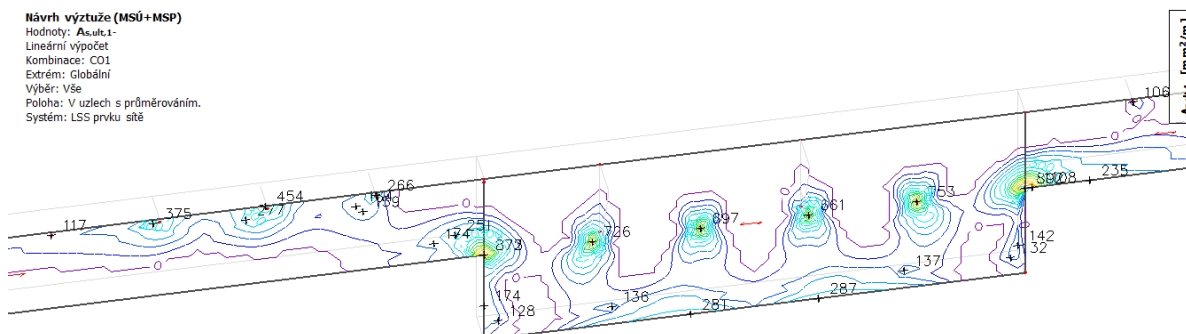 Návrh výztuže (MSÚ+MSP)
Hodnoty: As,ult,1-
Lineární výpočet
Kombinace: CO1
Extrém: Globální
Výběr: Vše
Poloha: V uzlech s průměrováním.
Systém: LSS prvku sítě
106
266
454
375
277
117
251
174
873
726
697
661
753
235
142
132
137
287
281
136
174
128